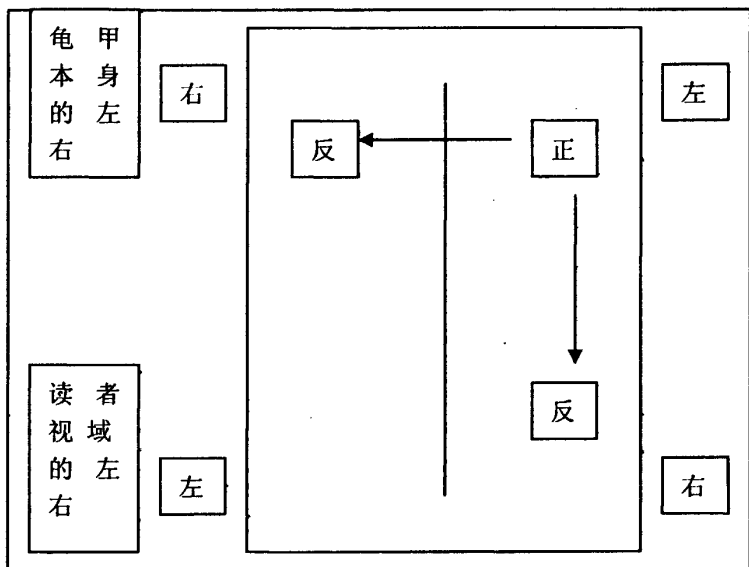 龟 甲
本 身
的 左
右
右
反
正
左
读 者
视 域
的 左
右
左
反
右